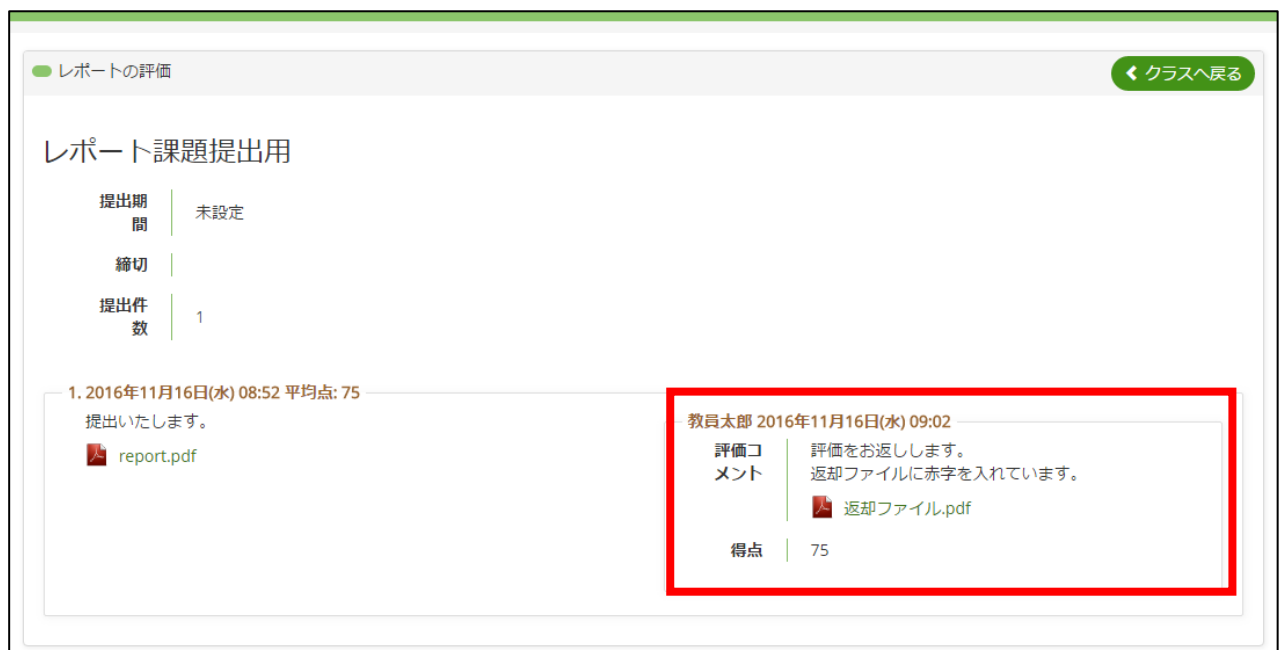 レポートの評価
クラスへ戻る
レポート課題提出用
提出期
間
未設定
締切
提出件
数
1
1. 2016年11月16日(水) 08:52 平均点: 75
提出いたします。
report.pdf
教員太郎 2016年11月16日(水) 09:02
評価コ
メント
評価をお返しします。
返却ファイルに赤字を入れています。
返却ファイル.pdf
得点
75